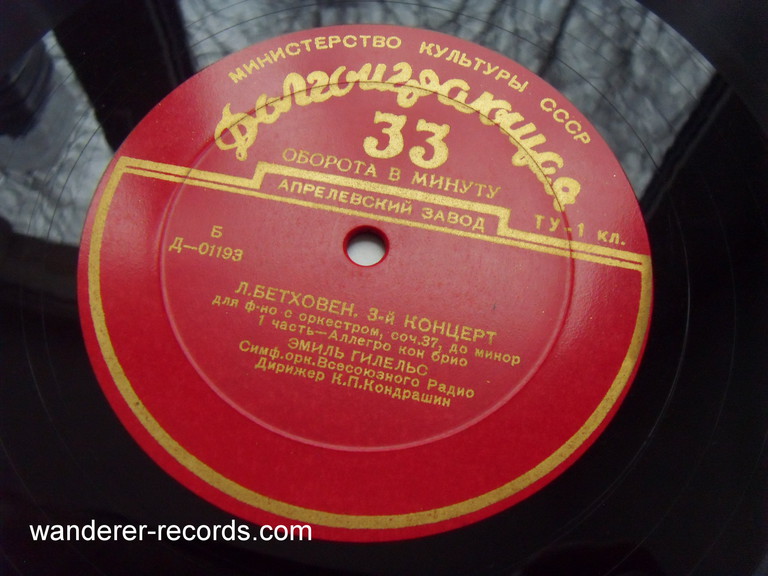 МИНИСТЕРСТВО КУЛЬТУРЫ СССР
Долгоиграющая
33
ОБОРОТА В МИНУТУ
АПРЕЛЕВСКИЙ ЗАВОД
ТУ-1 кл.
Б
Д—01193
Л.БЕТХОВЕН. 3-й КОНЦЕРТ
для ф-но с оркестром, соч.37, до минор
1 часть—Аллегро кон брио
ЭМИЛЬ ГИЛЕЛЬС
Симф.орк.Всесоюзного Радио
Дирижер К.П.Кондрашин
wanderer-records.com